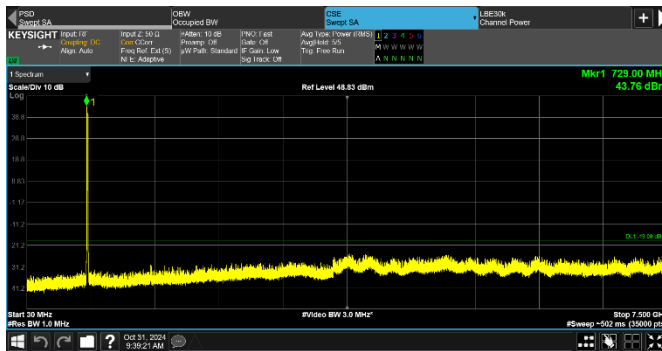 PSD
Swept SA
OBW
Occupied BW
CSE
Swept SA
LBE30k
Channel Power
KEYSIGHT
Input: RF
Coupling: DC
Align: Auto
Input Z: 50 Ω
Corr CCorr
Freq Ref: Ext (S)
NFE: Adaptive
#Atten: 10 dB
Preamp: Off
µW Path: Standard
PNO: Fast
Gate: Off
IF Gain: Low
Sig Track: Off
Avg Type: Power (RMS)
Avg|Hold: 5/5
Trig: Free Run
1 2 3 4 5 6
M W W W W W
A N N N N N
1 Spectrum
Scale/Div 10 dB
Log
Ref Level 48.83 dBm
Mkr1 729.00 MH
43.76 dBr
1
38.8
28.8
18.8
8.83
-1.17
-11.2
-21.2
-31.2
-41.2
Start 30 MHz
#Res BW 1.0 MHz
#Video BW 3.0 MHz*
Stop 7.500 GH
#Sweep ~502 ms (35000 pts
Oct 31, 2024
9:39:21 AM